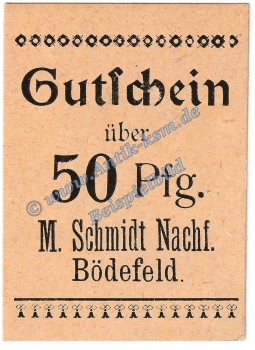 Gutschein
über
50 Pfg.
M. Schmidt Nachf.
Bödefeld.
www.Antik-ksm.de
Beispielbild